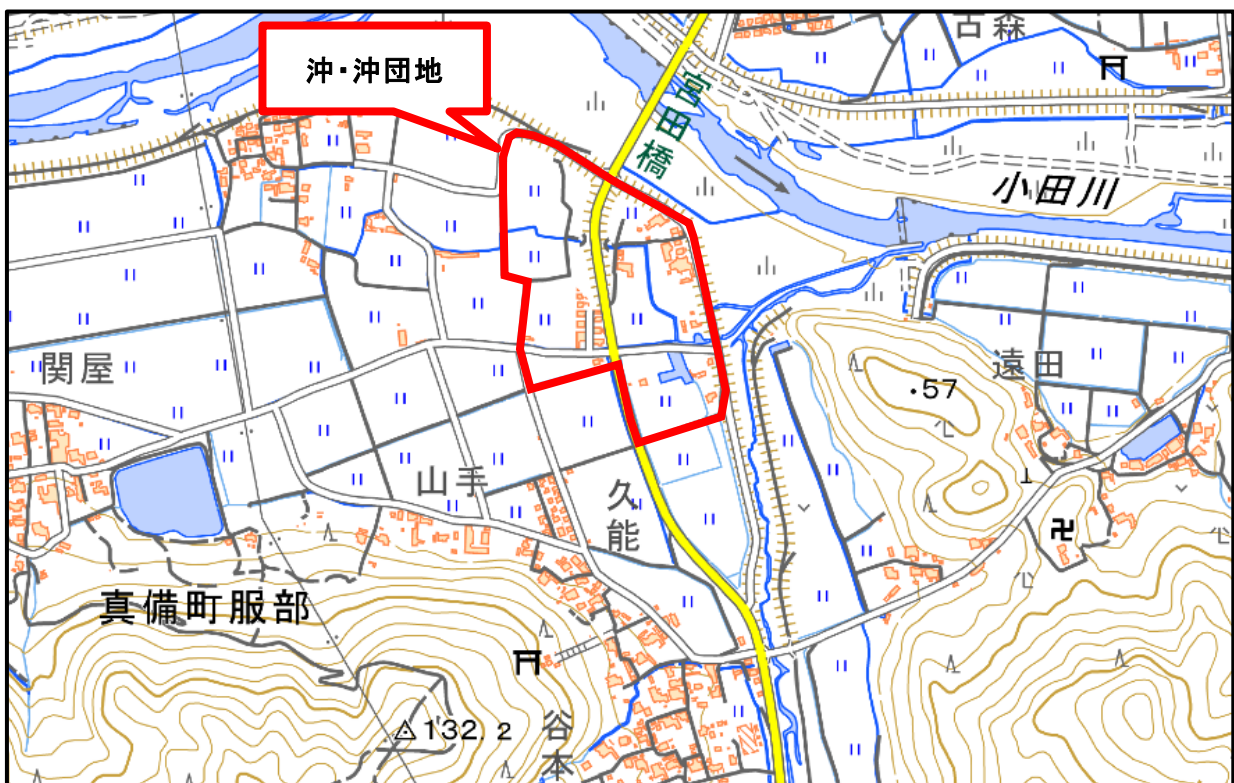 古森
沖・沖団地
宮田橋
小田川
関屋
遠田
・57
山手
久能
真備町服部
132.2
谷本